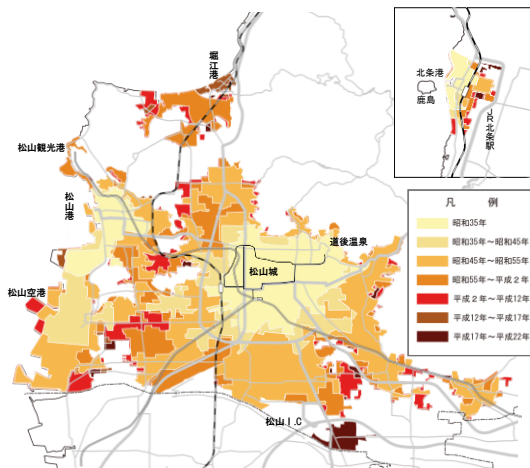 堀江港
北条港
鹿島
JR北条駅
松山観光港
松山港
道後温泉
松山城
松山空港
松山I.C
凡 例
昭和35年
昭和35年～昭和45年
昭和45年～昭和55年
昭和55年～平成２年
平成２年～平成12年
平成12年～平成17年
平成17年～平成22年